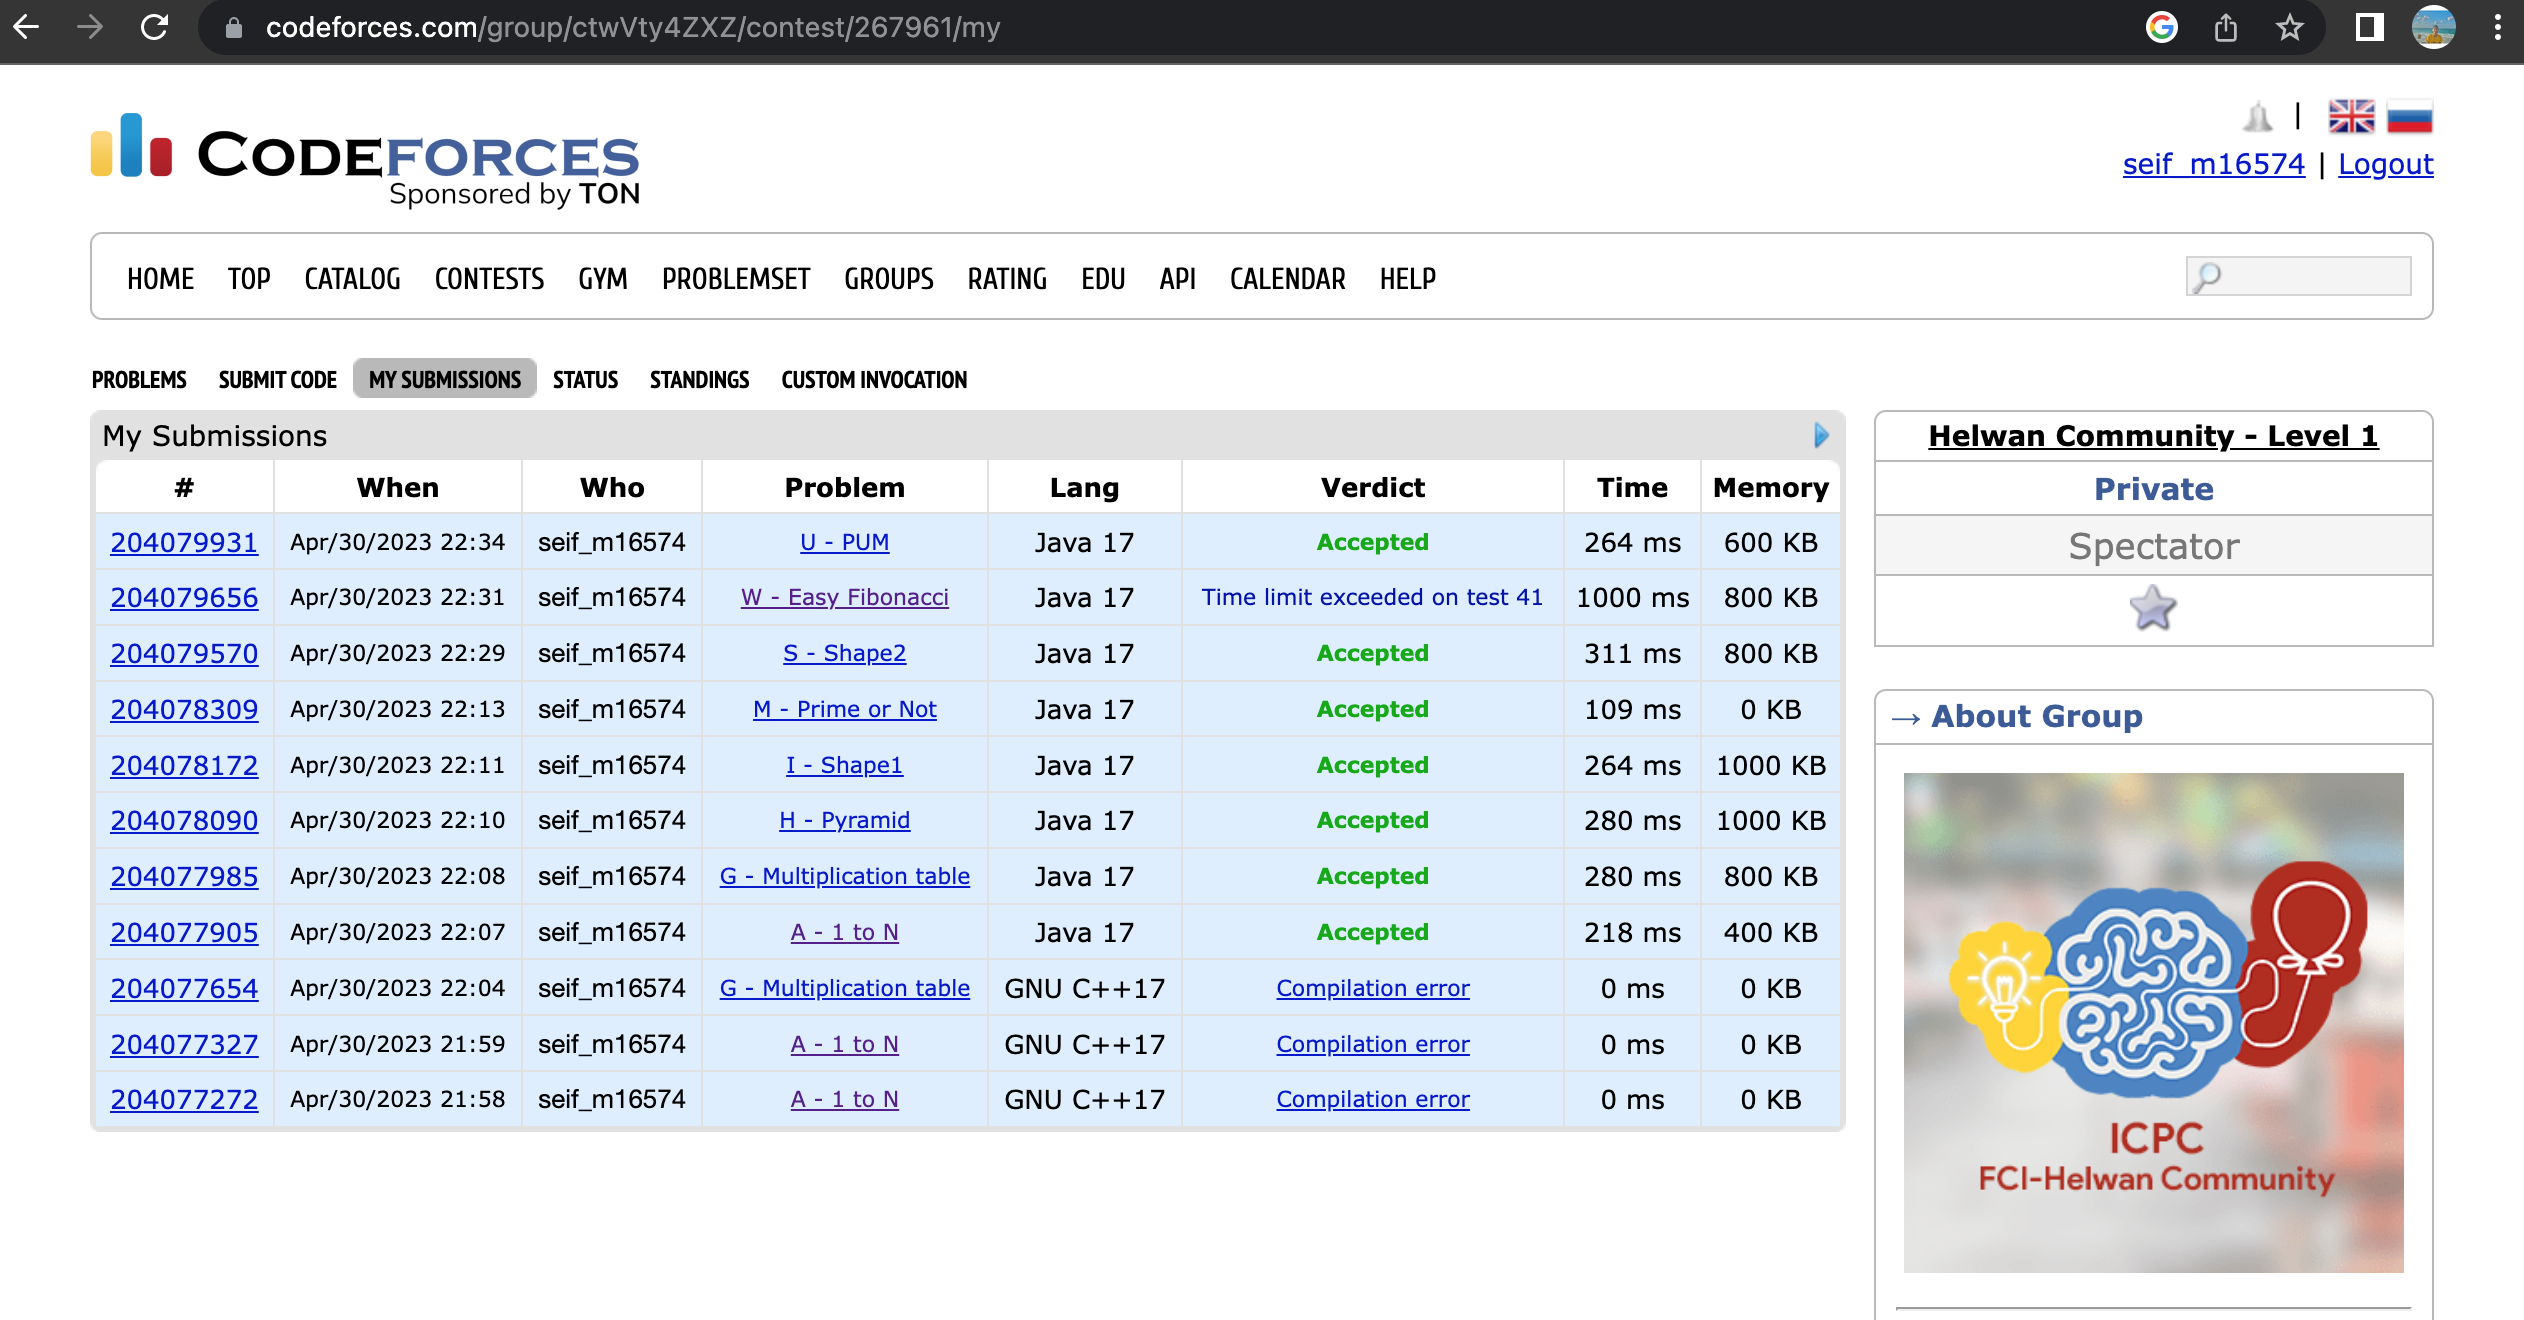 codeforces.com/group/ctwVty4ZXZ/contest/267961/my
CODEFORCES
Sponsored by TON
|
seif_m16574 | Logout
HOME TOP CATALOG CONTESTS GYM PROBLEMSET GROUPS RATING EDU API CALENDAR HELP
PROBLEMS SUBMIT CODE MY SUBMISSIONS STATUS STANDINGS CUSTOM INVOCATION
My Submissions
# When Who Problem Lang Verdict Time Memory
204079931 Apr/30/2023 22:34 seif_m16574 U - PUM Java 17 Accepted 264 ms 600 KB
204079656 Apr/30/2023 22:31 seif_m16574 W - Easy Fibonacci Java 17 Time limit exceeded on test 41 1000 ms 800 KB
204079570 Apr/30/2023 22:29 seif_m16574 S - Shape2 Java 17 Accepted 311 ms 800 KB
204078309 Apr/30/2023 22:13 seif_m16574 M - Prime or Not Java 17 Accepted 109 ms 0 KB
204078172 Apr/30/2023 22:11 seif_m16574 I - Shape1 Java 17 Accepted 264 ms 1000 KB
204078090 Apr/30/2023 22:10 seif_m16574 H - Pyramid Java 17 Accepted 280 ms 1000 KB
204077985 Apr/30/2023 22:08 seif_m16574 G - Multiplication table Java 17 Accepted 280 ms 800 KB
204077905 Apr/30/2023 22:07 seif_m16574 A - 1 to N Java 17 Accepted 218 ms 400 KB
204077654 Apr/30/2023 22:04 seif_m16574 G - Multiplication table GNU C++17 Compilation error 0 ms 0 KB
204077327 Apr/30/2023 21:59 seif_m16574 A - 1 to N GNU C++17 Compilation error 0 ms 0 KB
204077272 Apr/30/2023 21:58 seif_m16574 A - 1 to N GNU C++17 Compilation error 0 ms 0 KB
Helwan Community - Level 1
Private
Spectator
→ About Group
ICPC
FCI-Helwan Community